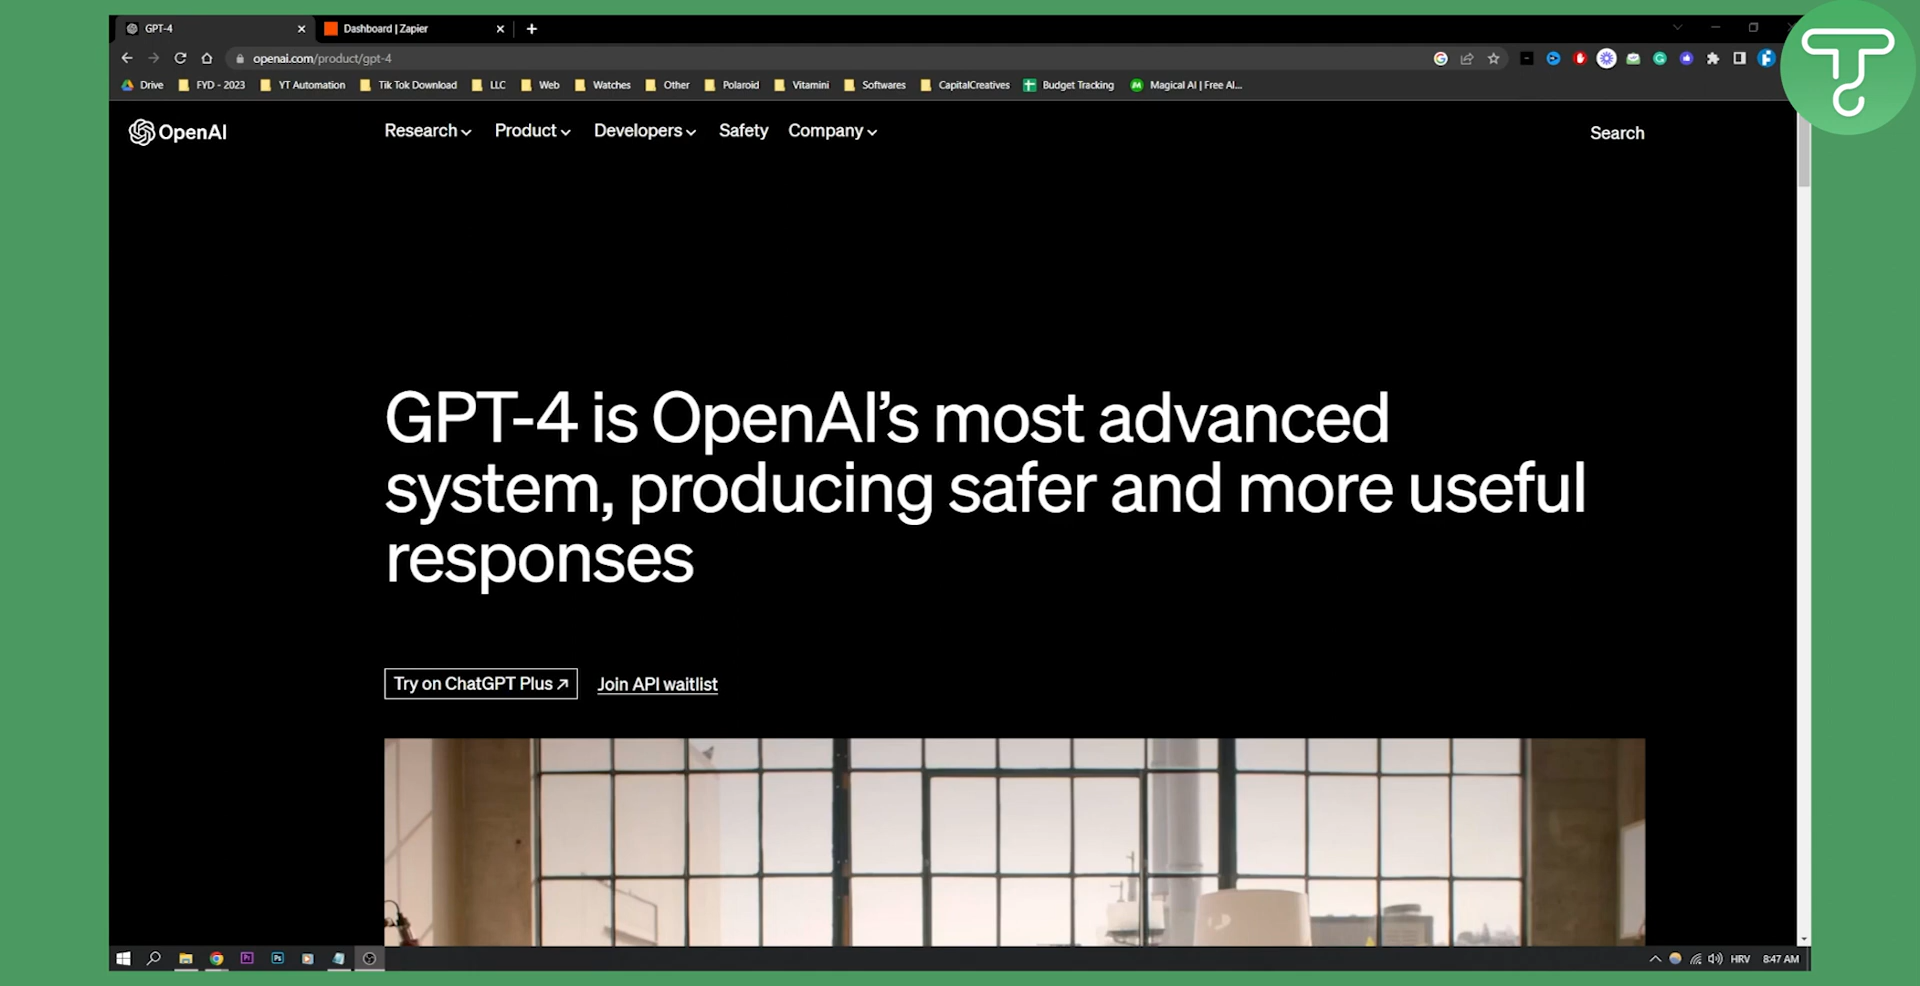 GPT-4
Dashboard | Zapier
openai.com/product/gpt-4
Drive FYD - 2023 YT Automation Tik Tok Download LLC Web Watches Other Polaroid Vitamini Softwares CapitalCreatives Budget Tracking Magical AI | Free AI...
OpenAI
Research Product Developers Safety Company
Search
GPT-4 is OpenAI’s most advanced
system, producing safer and more useful
responses
Try on ChatGPT Plus ↗
Join API waitlist
Pr Ps
HRV 8:47 AM